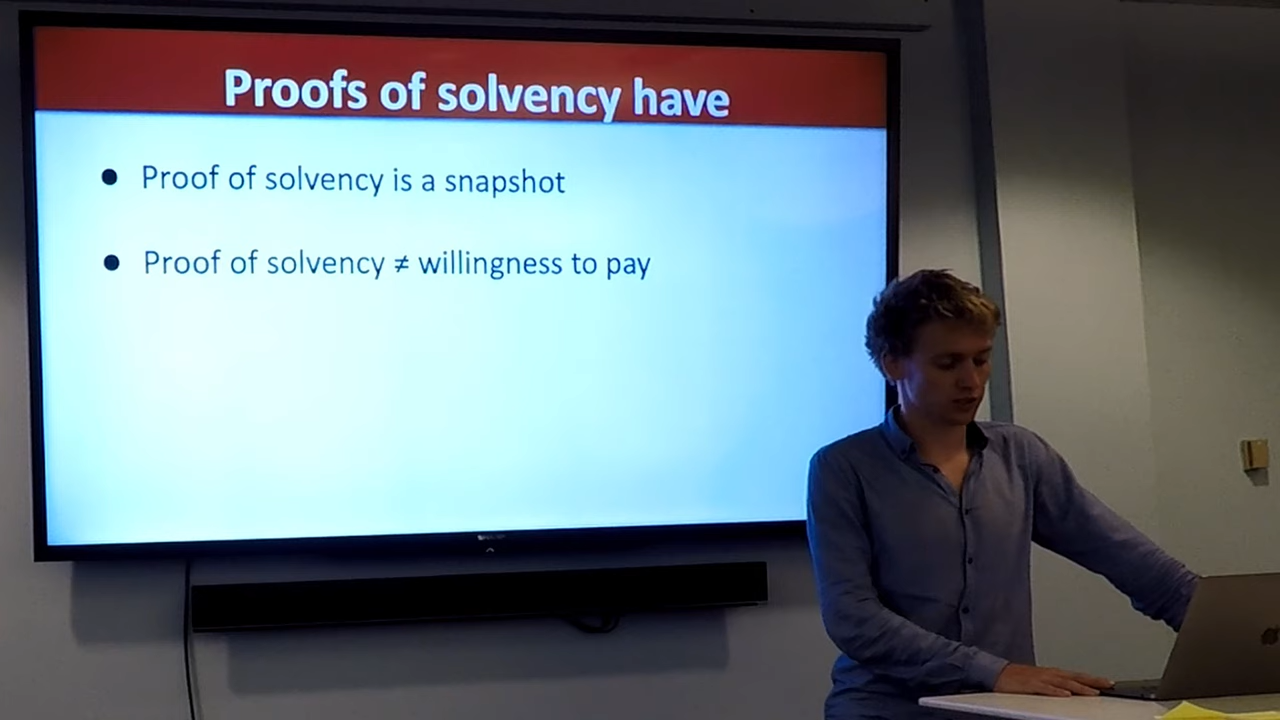 Proofs of solvency have
● Proof of solvency is a snapshot
● Proof of solvency ≠ willingness to pay